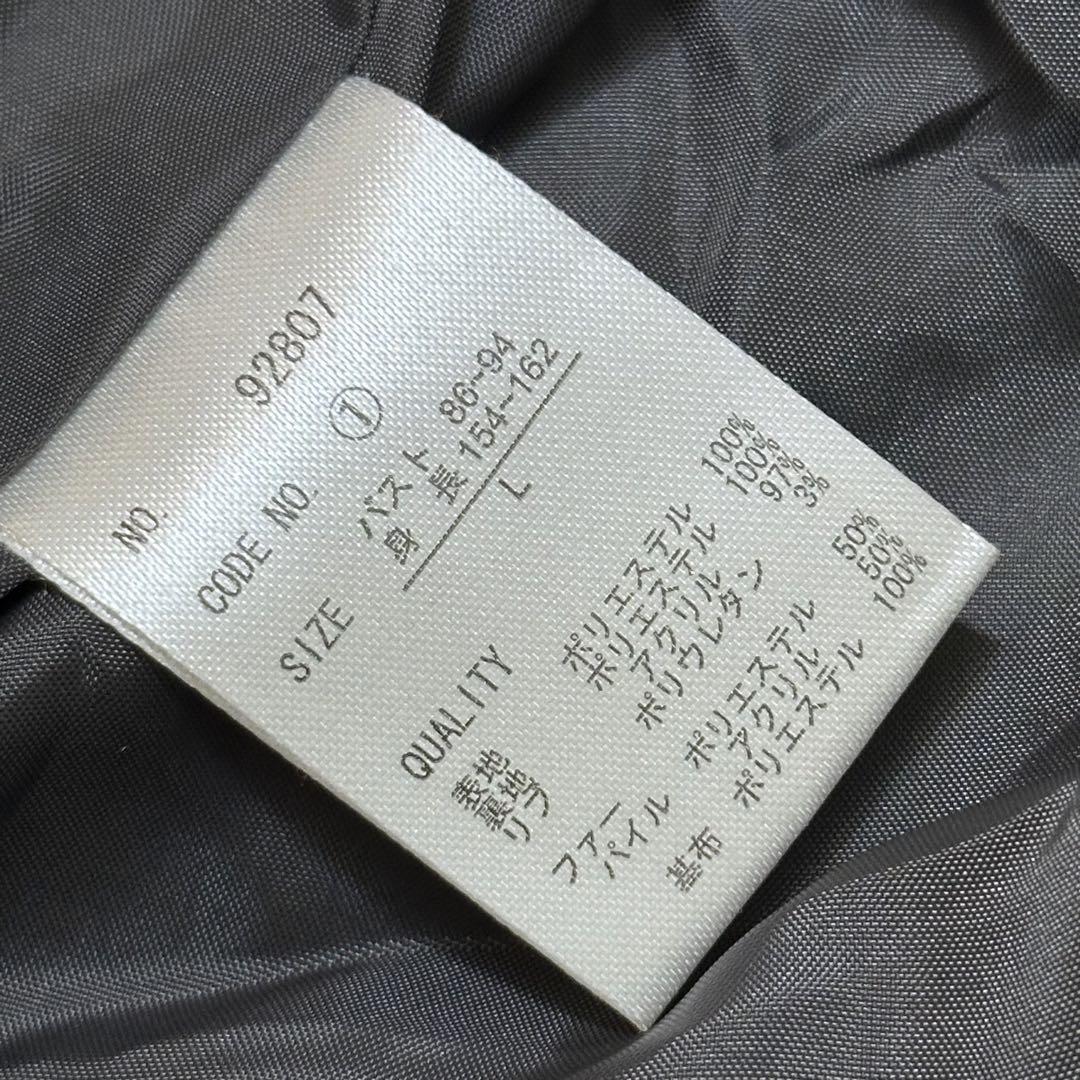 NO. 92807
CODE NO. ①
SIZE バスト 86~94
身長 154~162
L
QUALITY
表地 ポリエステル 100%
裏地 ポリエステル 100%
リブ アクリル 97%
ポリウレタン 3%
ファー
パイル ポリエステル 50%
アクリル 50%
基布 ポリエステル 100%